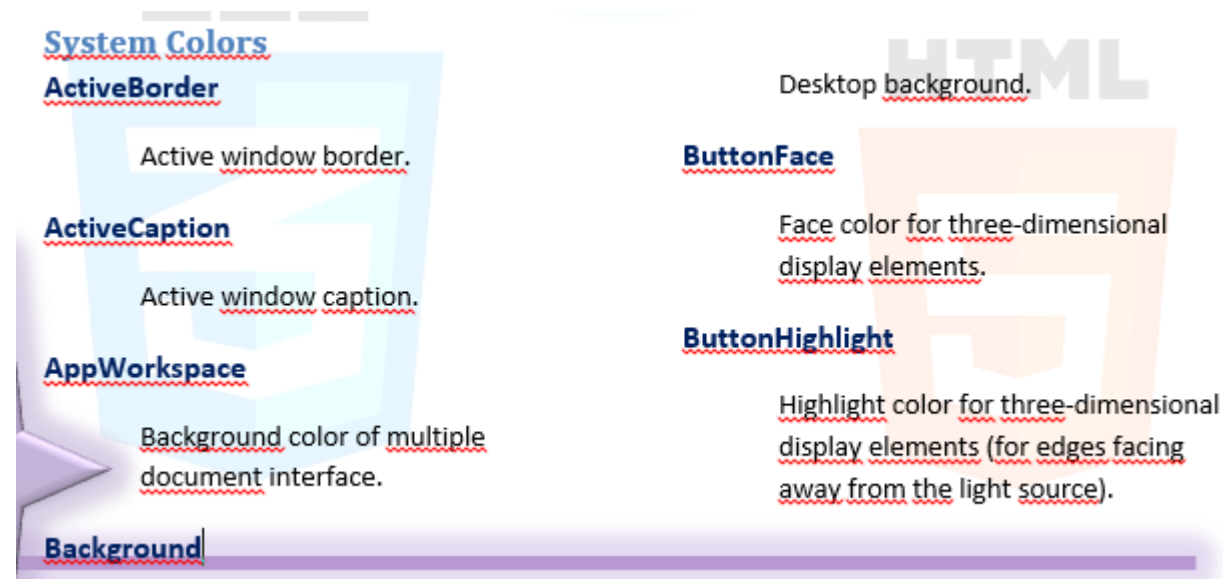 System Colors
ActiveBorder
Active window border.
ActiveCaption
Active window caption.
AppWorkspace
Background color of multiple
document interface.
Background
HTML
Desktop background.
ButtonFace
Face color for three-dimensional
display elements.
ButtonHighlight
Highlight color for three-dimensional
display elements (for edges facing
away from the light source).